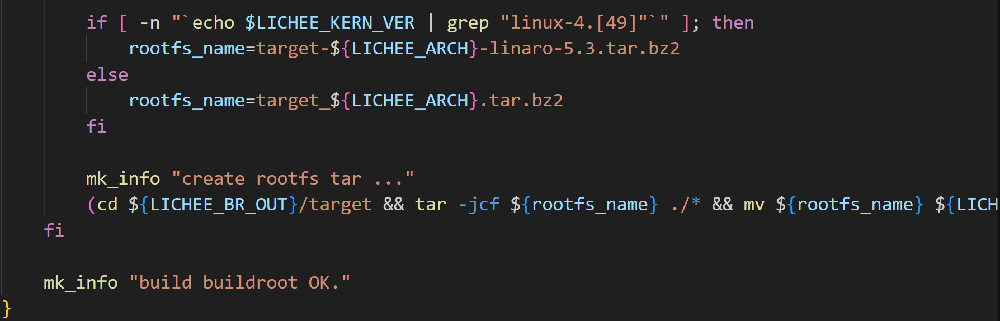 if [ -n "`echo $LICHEE_KERN_VER | grep "linux-4.[49]"`" ]; then
rootfs_name=target-${LICHEE_ARCH}-linaro-5.3.tar.bz2
else
rootfs_name=target_${LICHEE_ARCH}.tar.bz2
fi
mk_info "create rootfs tar ..."
(cd ${LICHEE_BR_OUT}/target && tar -jcf ${rootfs_name} ./* && mv ${rootfs_name} ${LICH
fi
mk_info "build buildroot OK."
}